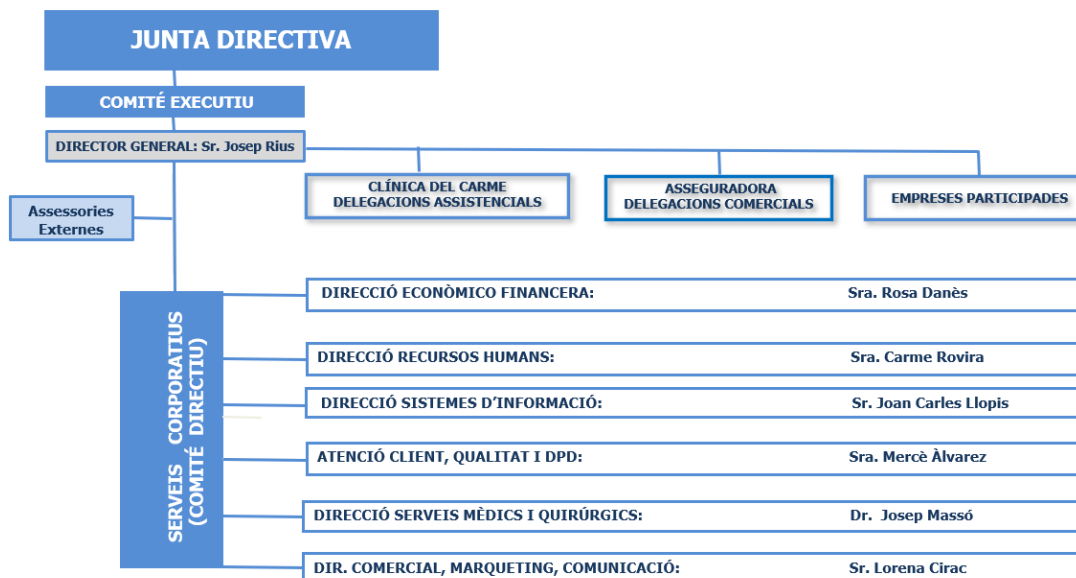 JUNTA DIRECTIVA
COMITÉ EXECUTIU
DIRECTOR GENERAL: Sr. Josep Rius
CLÍNICA DEL CARME
DELEGACIONS ASSISTENCIALS
ASSEGURADORA
DELEGACIONS COMERCIALS
EMPRESES PARTICIPADES
Assessories
Externes
SERVEIS CORPORATIUS
(COMITÉ DIRECTIU)
DIRECCIÓ ECONÒMICO FINANCERA: Sra. Rosa Danès
DIRECCIÓ RECURSOS HUMANS: Sra. Carme Rovira
DIRECCIÓ SISTEMES D’INFORMACIÓ: Sr. Joan Carles Llopis
ATENCIÓ CLIENT, QUALITAT I DPD: Sra. Mercè Àlvarez
DIRECCIÓ SERVEIS MÈDICS I QUIRÚRGICS: Dr. Josep Massó
DIR. COMERCIAL, MARQUETING, COMUNICACIÓ: Sr. Lorena Cirac